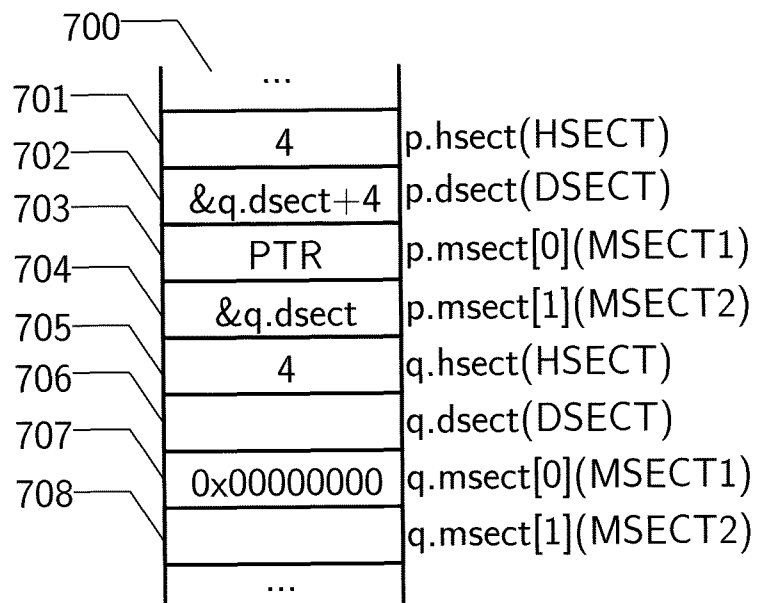 700
...
701
4 p.hsect(HSECT)
702
&q.dsect+4 p.dsect(DSECT)
703
PTR p.msect[0](MSECT1)
704
&q.dsect p.msect[1](MSECT2)
705
4 q.hsect(HSECT)
706
q.dsect(DSECT)
707
0x00000000 q.msect[0](MSECT1)
708
q.msect[1](MSECT2)
...